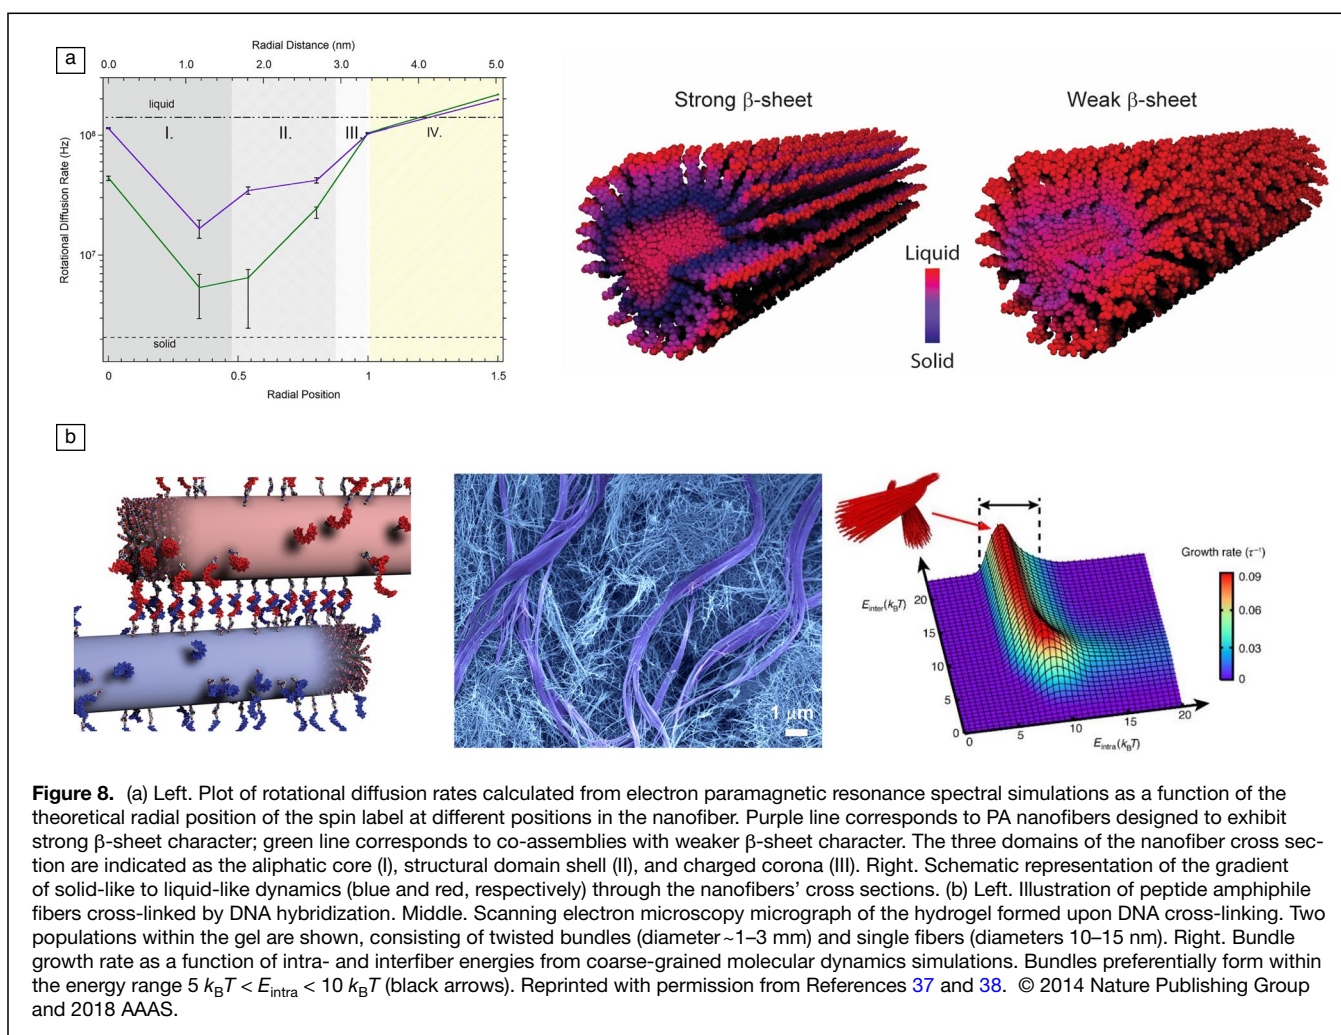 a
Radial Distance (nm)
0.0 1.0 2.0 3.0 4.0 5.0
liquid
I. II. III. IV.
10⁸
10⁷
solid
Rotational Diffusion Rate (Hz)
0 0.5 1 1.5
Radial Position
Strong β-sheet
Weak β-sheet
Liquid
Solid
b
1 μm
Growth rate (τ⁻¹)
0.09
0.06
0.03
0
E_inter(k_BT)
20
15
10
5
0
0 5 10 15 20
E_intra(k_BT)
Figure 8. (a) Left. Plot of rotational diffusion rates calculated from electron paramagnetic resonance spectral simulations as a function of the
theoretical radial position of the spin label at different positions in the nanofiber. Purple line corresponds to PA nanofibers designed to exhibit
strong β-sheet character; green line corresponds to co-assemblies with weaker β-sheet character. The three domains of the nanofiber cross sec-
tion are indicated as the aliphatic core (I), structural domain shell (II), and charged corona (III). Right. Schematic representation of the gradient
of solid-like to liquid-like dynamics (blue and red, respectively) through the nanofibers' cross sections. (b) Left. Illustration of peptide amphiphile
fibers cross-linked by DNA hybridization. Middle. Scanning electron microscopy micrograph of the hydrogel formed upon DNA cross-linking. Two
populations within the gel are shown, consisting of twisted bundles (diameter ~1–3 mm) and single fibers (diameters 10–15 nm). Right. Bundle
growth rate as a function of intra- and interfiber energies from coarse-grained molecular dynamics simulations. Bundles preferentially form within
the energy range 5 k_BT < E_intra < 10 k_BT (black arrows). Reprinted with permission from References 37 and 38. © 2014 Nature Publishing Group
and 2018 AAAS.